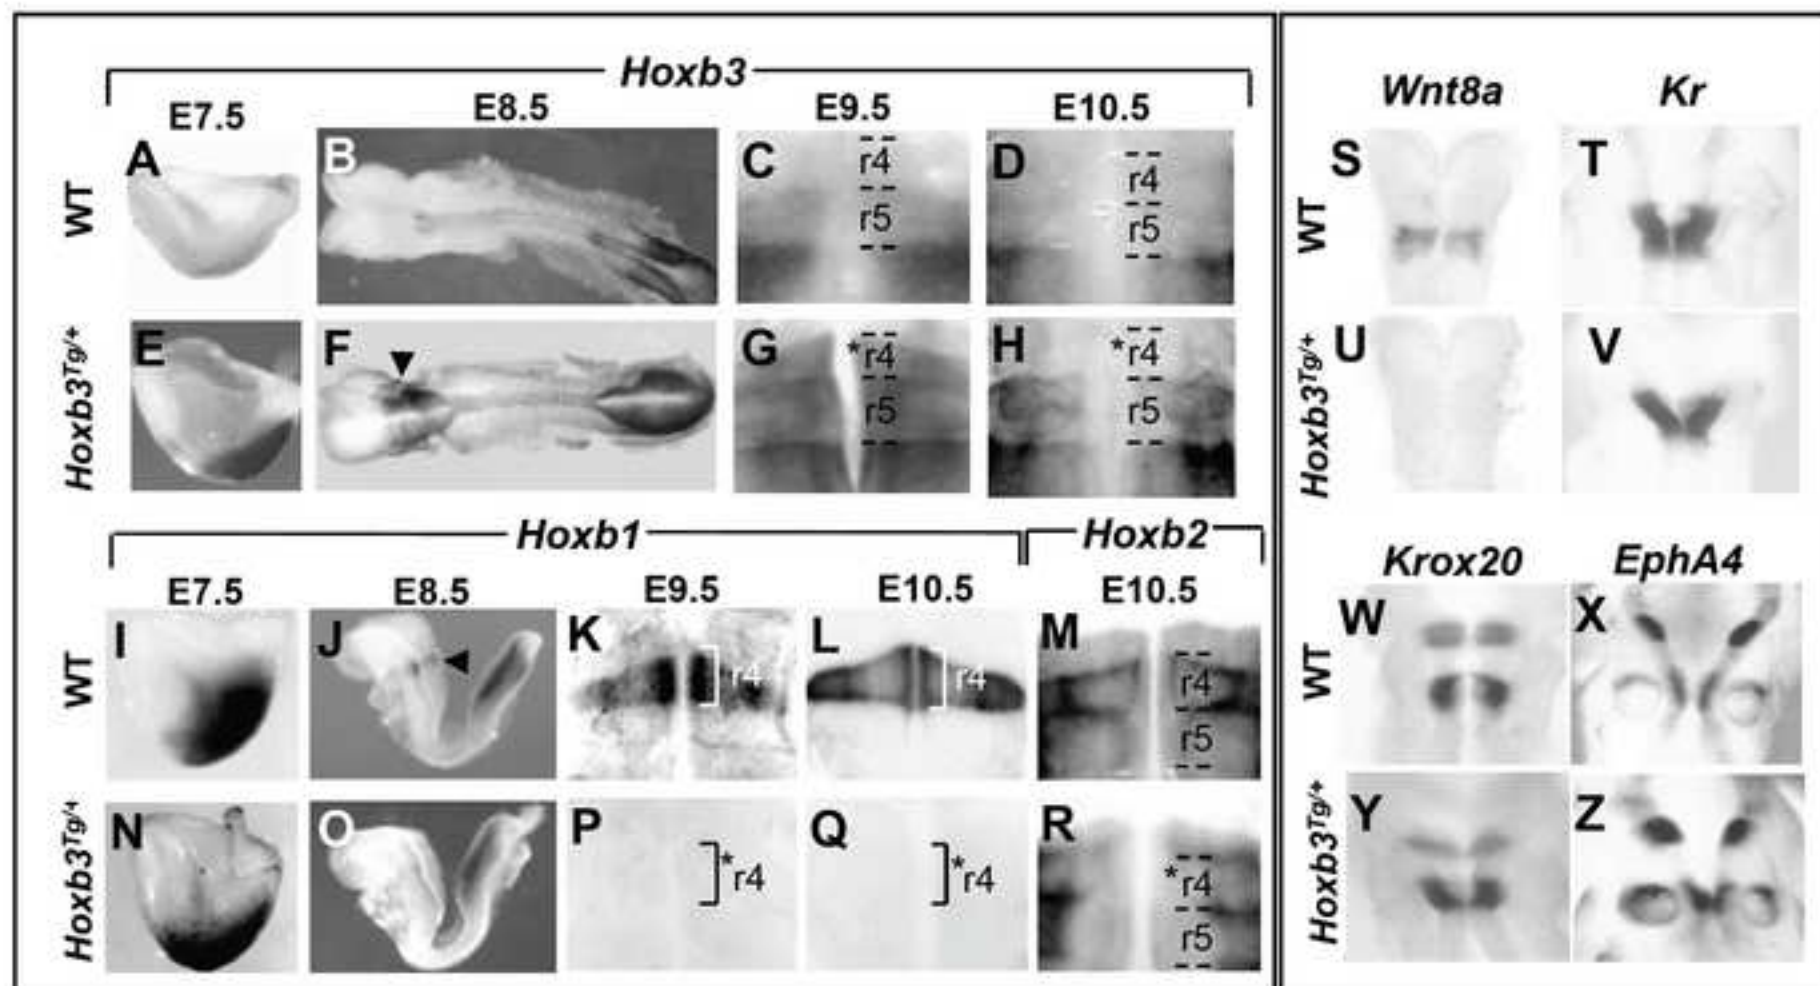 Hoxb3
E7.5 E8.5 E9.5 E10.5
WT
A B C r4 r5 D r4 r5
Hoxb3Tg/+
E F G *r4 r5 H *r4 r5
Hoxb1 Hoxb2
E7.5 E8.5 E9.5 E10.5 E10.5
WT
I J K r4 L r4 M r4 r5
Hoxb3Tg/+
N O P *r4 Q *r4 R *r4 r5
Wnt8a Kr
WT
S T
Hoxb3Tg/+
U V
Krox20 EphA4
WT
W X
Hoxb3Tg/+
Y Z